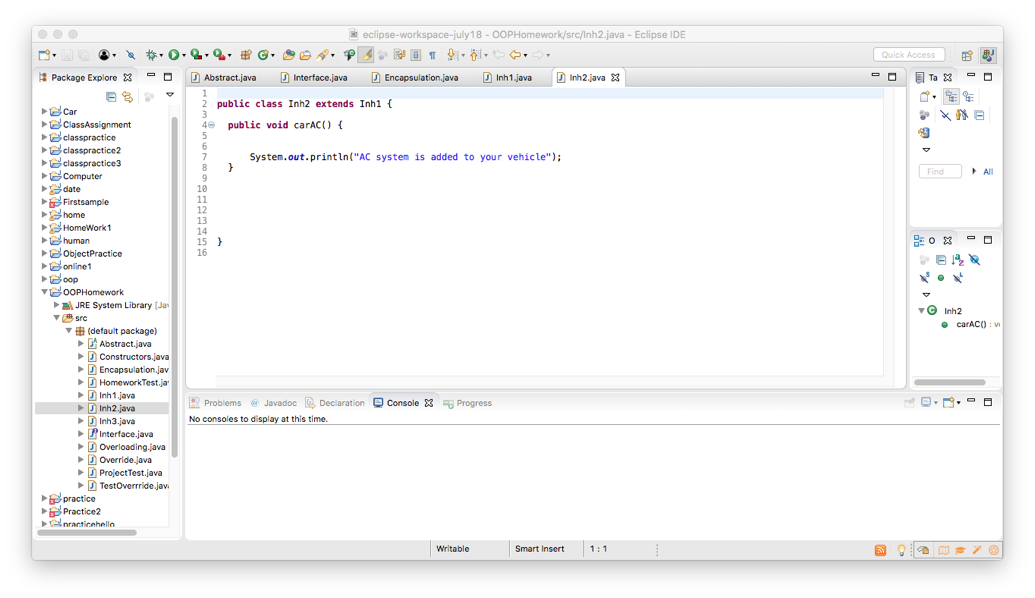 eclipse-workspace-july18 - OOPHomework/src/Inh2.java - Eclipse IDE
Quick Access
Package Explore
Abstract.java
Interface.java
Encapsulation.java
Inh1.java
Inh2.java
Ta
Car
ClassAssignment
classpractice
classpractice2
classpractice3
Computer
date
Firstsample
home
HomeWork1
human
ObjectPractice
online1
oop
OOPHomework
JRE System Library [Jav
src
(default package)
Abstract.java
Constructors.java
Encapsulation.jav
HomeworkTest.jav
Inh1.java
Inh2.java
Inh3.java
Interface.java
Overloading.java
Override.java
ProjectTest.java
TestOverrride.java
practice
Practice2
practicehello
1
2 public class Inh2 extends Inh1 {
3
4 public void carAC() {
5
6
7 System.out.println("AC system is added to your vehicle");
8 }
9
10
11
12
13
14
15 }
16
Find
All
O
Inh2
carAC() : v
Problems
Javadoc
Declaration
Console
Progress
No consoles to display at this time.
Writable
Smart Insert
1 : 1